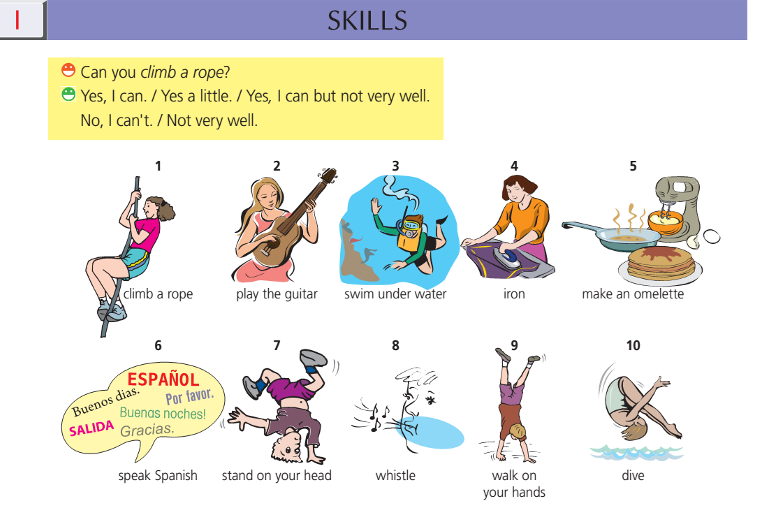 I
SKILLS
Can you climb a rope?
Yes, I can. / Yes a little. / Yes, I can but not very well.
No, I can't. / Not very well.
1
2
3
4
5
climb a rope
play the guitar
swim under water
iron
make an omelette
6
7
8
9
10
ESPAÑOL
Buenos dias.
Por favor.
Buenas noches!
SALIDA
Gracias.
speak Spanish
stand on your head
whistle
walk on
your hands
dive